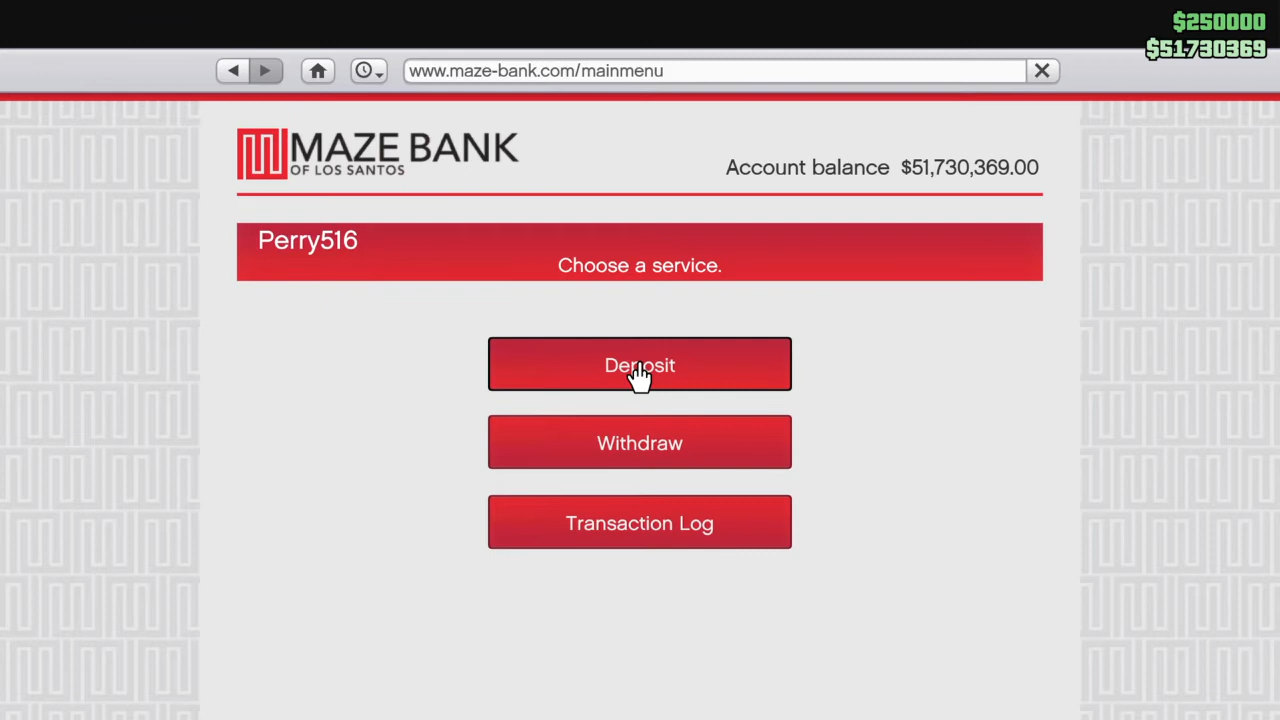 $250000
$51730369
www.maze-bank.com/mainmenu
MAZE BANK
OF LOS SANTOS
Account balance $51,730,369.00
Perry516
Choose a service.
Deposit
Withdraw
Transaction Log